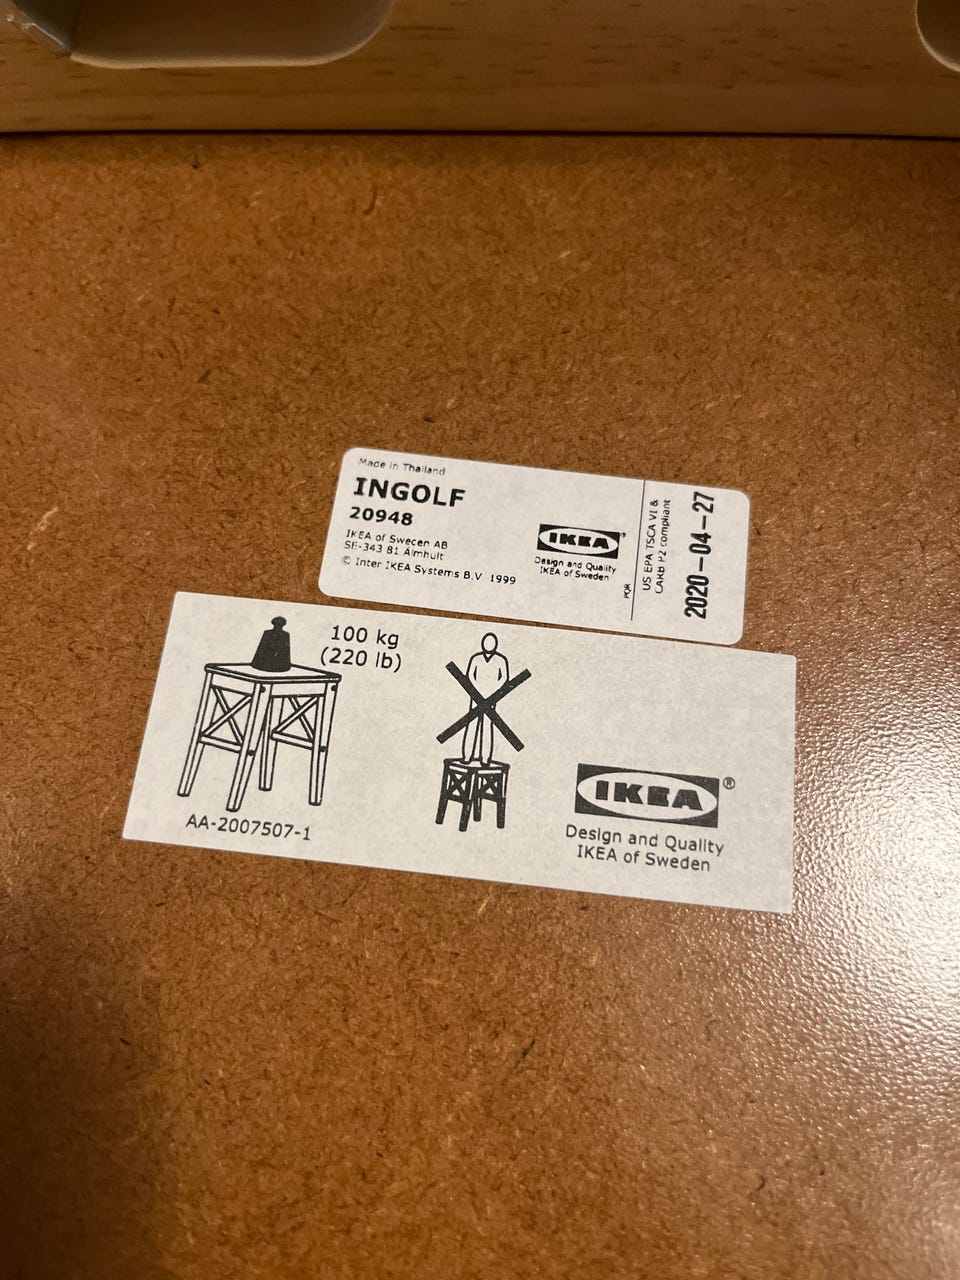 Made in Thailand
INGOLF
20948
IKEA of Sweden AB
SE-343 81 Älmhult
© Inter IKEA Systems B.V 1999
IKEA®
Design and Quality
IKEA of Sweden
PQR
US EPA TSCA VI &
CARB P2 compliant
2020-04-27
100 kg
(220 lb)
AA-2007507-1
IKEA®
Design and Quality
IKEA of Sweden